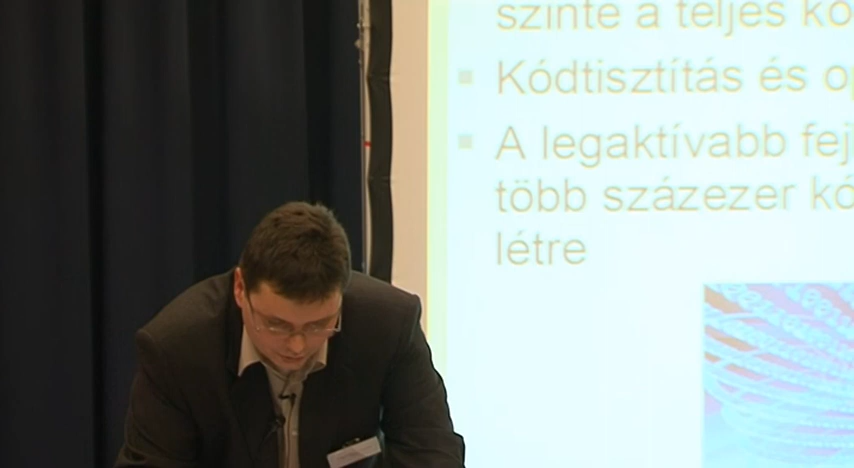 szinte a teljes
Kódtisztítás és
A legaktívabb
több százezer
létre